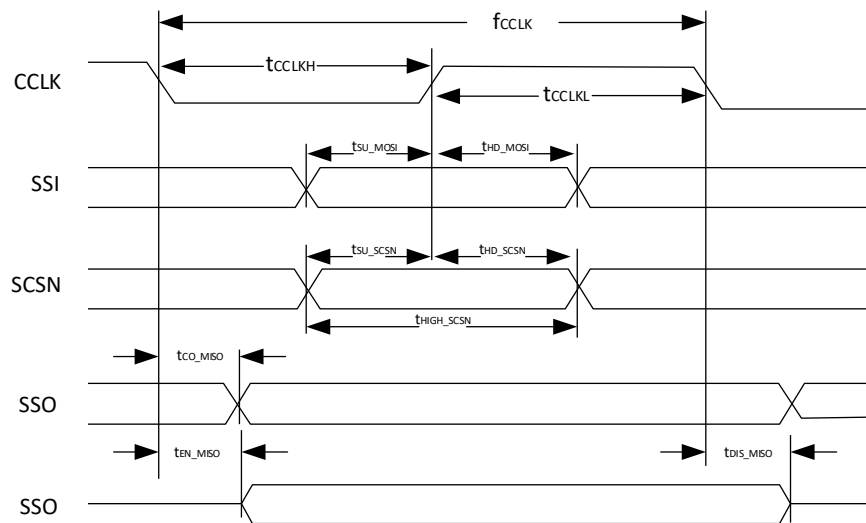 fCCLK
tCCLKH
CCLK
tCCLKL
tSU_MOSI
tHD_MOSI
SSI
tSU_SCSN
tHD_SCSN
SCSN
tHIGH_SCSN
tCO_MISO
SSO
tEN_MISO
tDIS_MISO
SSO